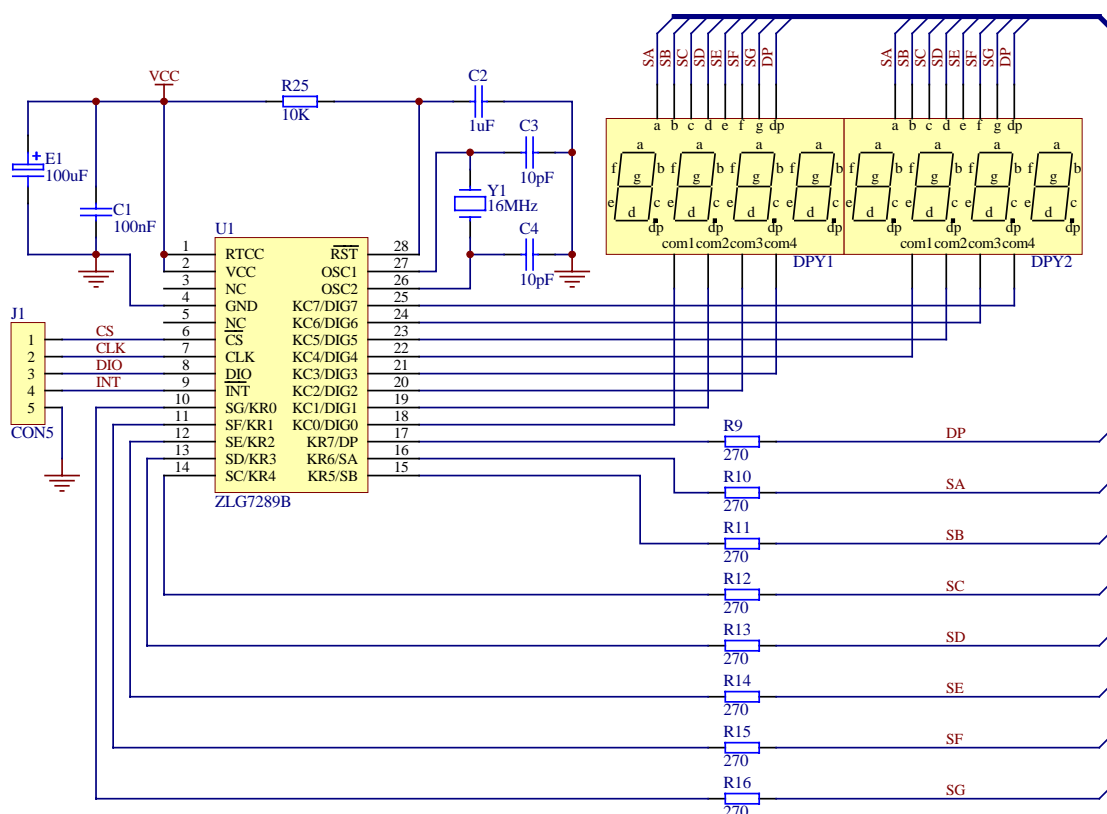 SA SB SC SD SE SF SG DP
SA SB SC SD SE SF SG DP
VCC
R25
10K
C2
1uF
C3
10pF
E1
100uF
C1
100nF
Y1
16MHz
C4
10pF
a b c d e f g dp
a b c d e f g dp
a f b g e c d dp
a f b g e c d dp
a f b g e c d dp
a f b g e c d dp
a f b g e c d dp
a f b g e c d dp
a f b g e c d dp
a f b g e c d dp
com1 com2 com3 com4
com1 com2 com3 com4
DPY1
DPY2
U1
1 RTCC RST 28
2 VCC OSC1 27
3 NC OSC2 26
4 GND KC7/DIG7 25
5 NC KC6/DIG6 24
6 CS KC5/DIG5 23
7 CLK KC4/DIG4 22
8 DIO KC3/DIG3 21
9 INT KC2/DIG2 20
10 SG/KR0 KC1/DIG1 19
11 SF/KR1 KC0/DIG0 18
12 SE/KR2 KR7/DP 17
13 SD/KR3 KR6/SA 16
14 SC/KR4 KR5/SB 15
ZLG7289B
J1
1 CS
2 CLK
3 DIO
4 INT
5
CON5
R9 DP
270
R10 SA
270
R11 SB
270
R12 SC
270
R13 SD
270
R14 SE
270
R15 SF
270
R16 SG
270